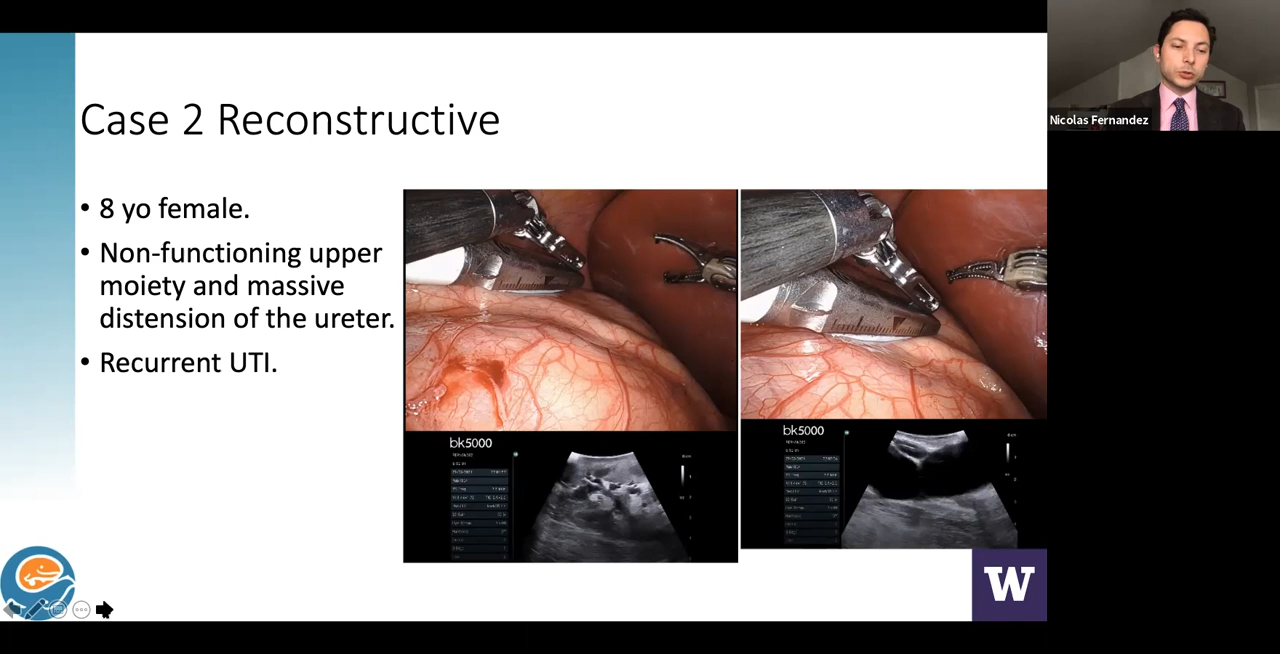 Case 2 Reconstructive
• 8 yo female.
• Non-functioning upper
moiety and massive
distension of the ureter.
• Recurrent UTI.
bk5000
bk5000
W
Nicolas Fernandez